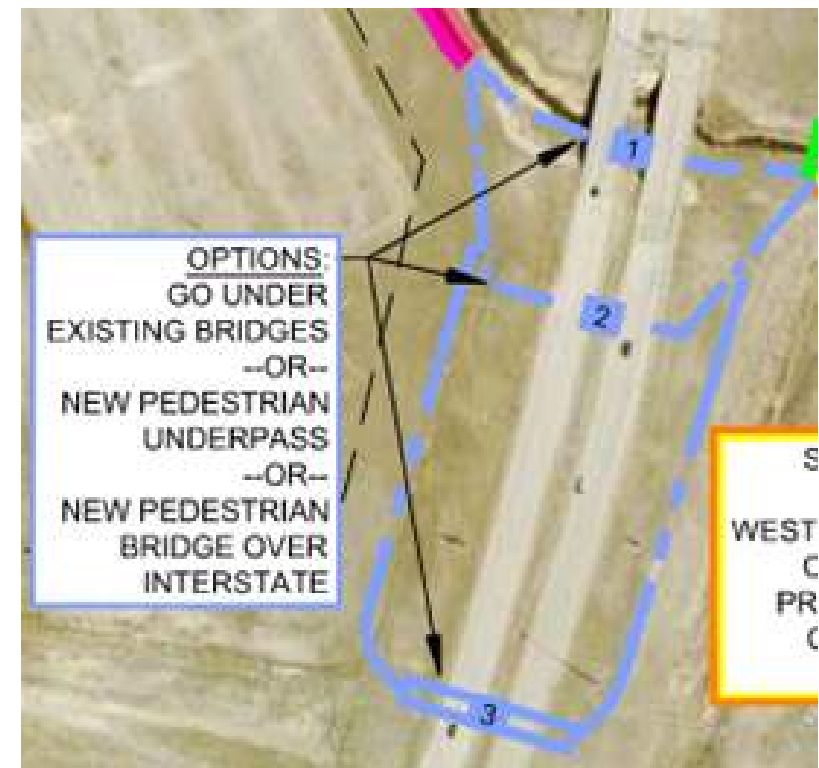 1
OPTIONS:
GO UNDER
EXISTING BRIDGES
--OR--
NEW PEDESTRIAN
UNDERPASS
--OR--
NEW PEDESTRIAN
BRIDGE OVER
INTERSTATE
2
S
WEST
C
PR
C
3